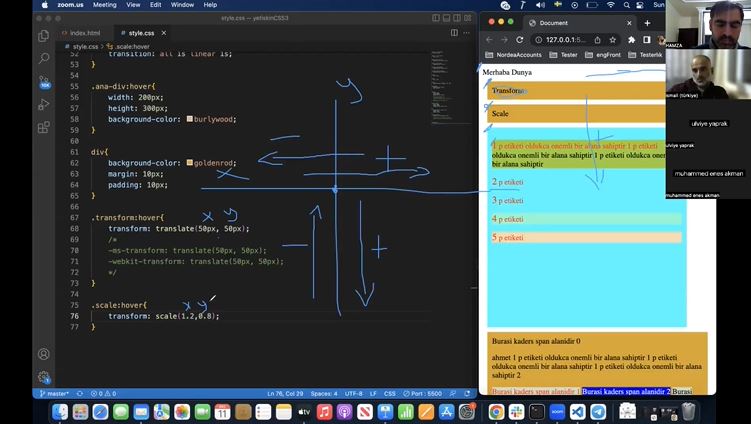 zoom.us Meeting View Edit Window Help
style.css — yetiskinCSS3
index.html
style.css
style.css > .scale:hover
52 transition: all 1s linear 1s;
53 }
54
55 .ana-div:hover{
56 width: 200px;
57 height: 300px;
58 background-color: burlywood;
59 }
60
61 div{
62 background-color: goldenrod;
63 margin: 10px;
64 padding: 10px;
65 }
66
67 .transform:hover{
68 transform: translate(50px, 50px);
69 /*
70 -ms-transform: translate(50px, 50px);
71 -webkit-transform: translate(50px, 50px);
72 */
73 }
74
75 .scale:hover{
76 transform: scale(1.2,0.8);
77 }
y
x
x y
x y
master* 0 0
Ln 76, Col 29 Spaces: 4 UTF-8 LF CSS Port : 5500
Document
127.0.0.1:5...
NordeaAccounts Tester engFront Testerlik
Merhaba Dunya
Transform
Scale
1 p etiketi oldukca onemli bir alana sahiptir 1 p etiketi
oldukca onemli bir alana sahiptir 1 p etiketi oldukca onemli
bir alana sahiptir
2 p etiketi
3 p etiketi
4 p etiketi
5 p etiketi
Burasi kaders span alanidir 0
ahmet 1 p etiketi oldukca onemli bir alana sahiptir 1 p etiketi
oldukca onemli bir alana sahiptir 1 p etiketi oldukca onemli bir alana
sahiptir 2
Burasi kaders span alanidir 1 Burasi kaders span alanidir 2 Burasi
HAMZA
ismail (türkiye)
ulviye yaprak
ulviye yaprak
muhammed enes akman
muhammed enes akman